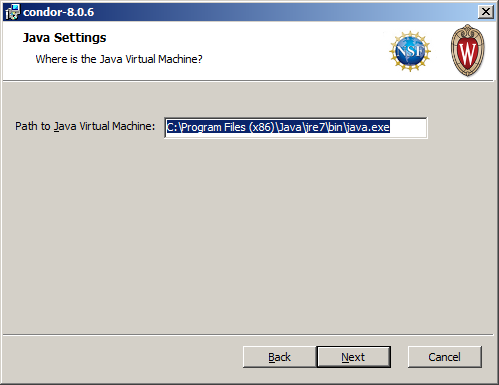 condor-8.0.6
Java Settings
Where is the Java Virtual Machine?
NSF
W
Path to Java Virtual Machine: C:\Program Files (x86)\Java\jre7\bin\java.exe
Back Next Cancel